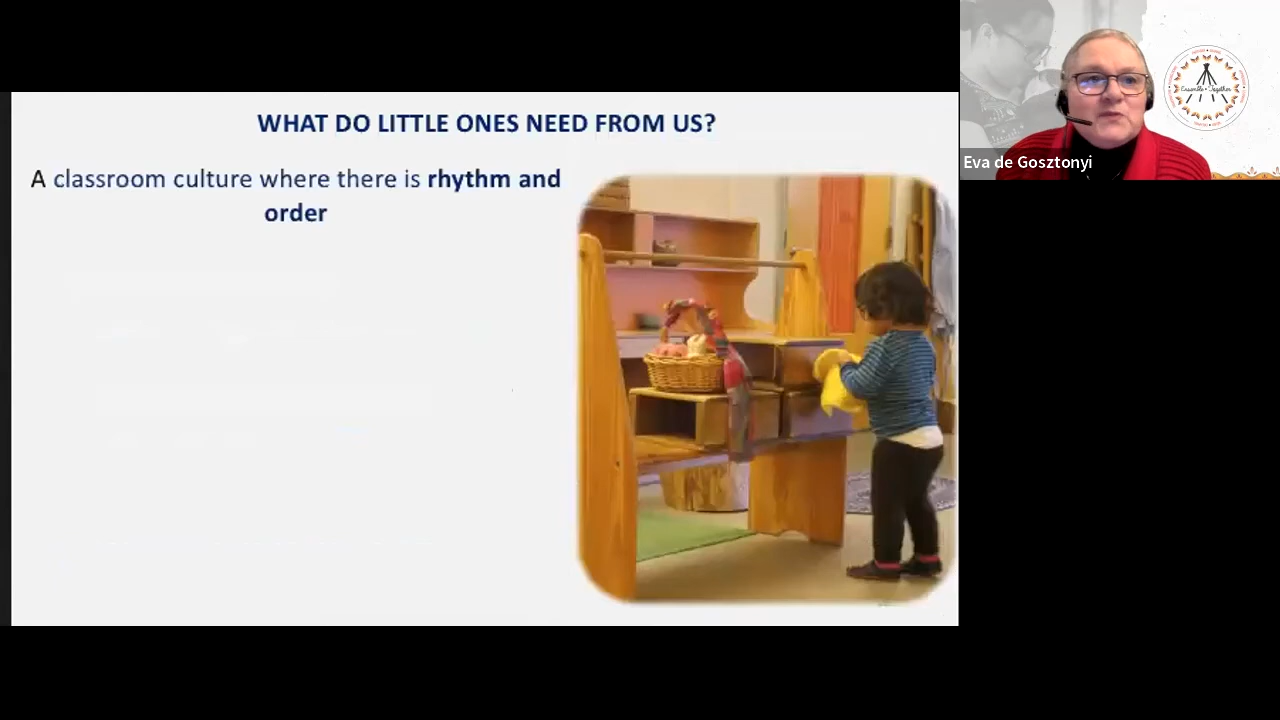 WHAT DO LITTLE ONES NEED FROM US?
A classroom culture where there is rhythm and
order
Eva de Gosztonyi
Ensemble • Together